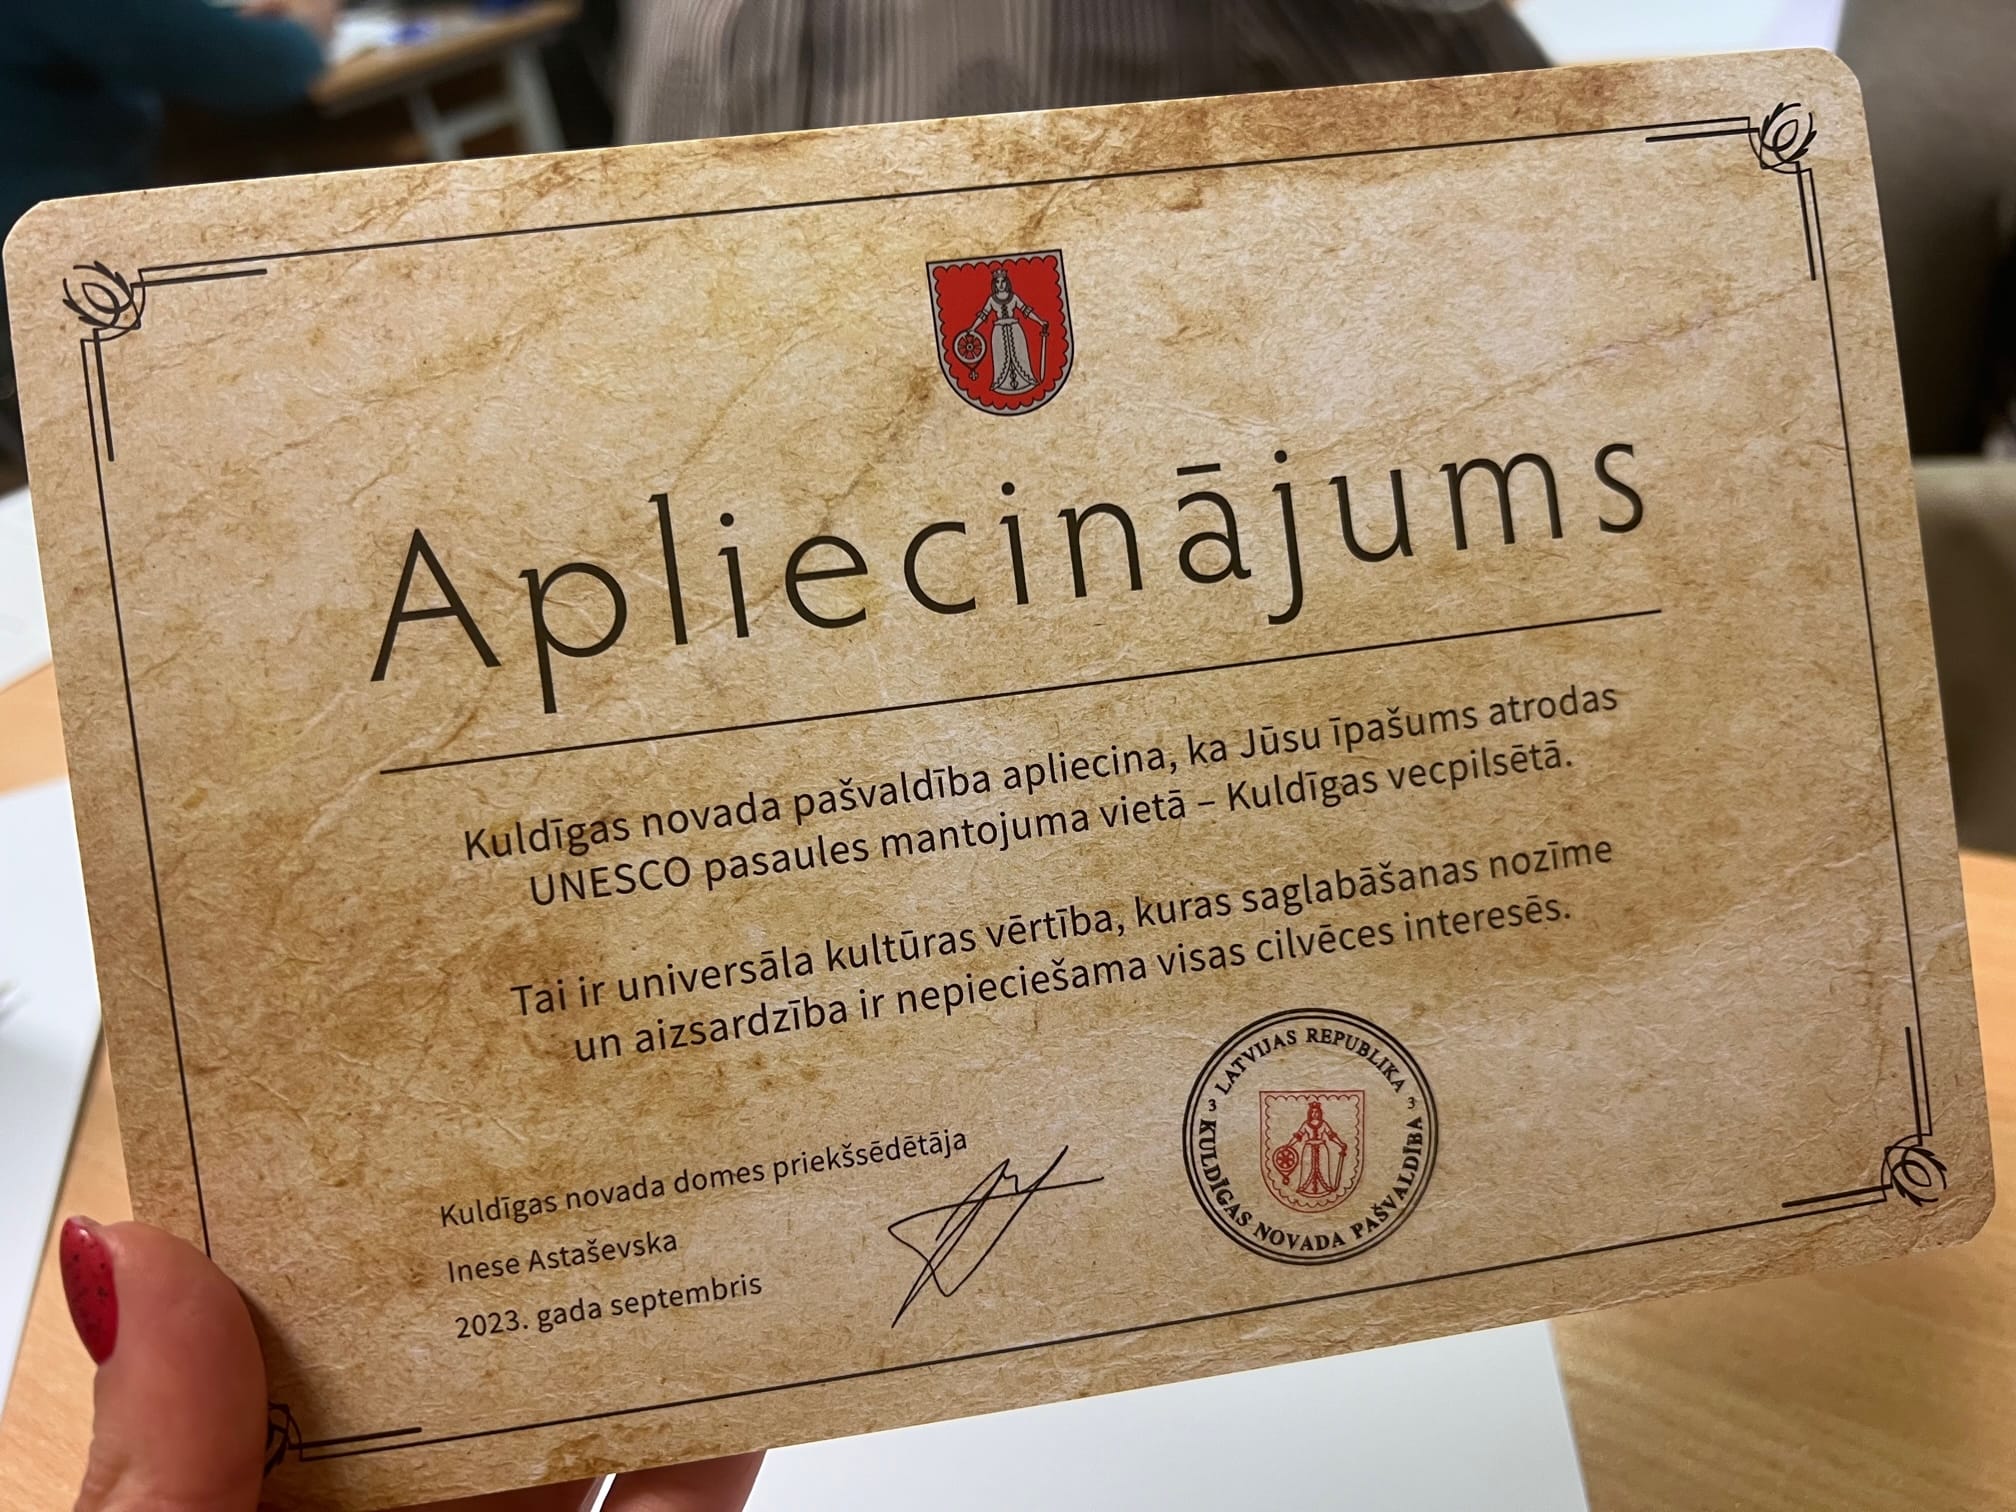 Apliecinājums
Kuldīgas novada pašvaldība apliecina, ka Jūsu īpašums atrodas
UNESCO pasaules mantojuma vietā – Kuldīgas vecpilsētā.
Tai ir universāla kultūras vērtība, kuras saglabāšanas nozīme
un aizsardzība ir nepieciešama visas cilvēces interesēs.
Kuldīgas novada domes priekšsēdētāja
Inese Astaševska
2023. gada septembris
LATVIJAS REPUBLIKA
3 KULDĪGAS NOVADA PAŠVALDĪBA 3